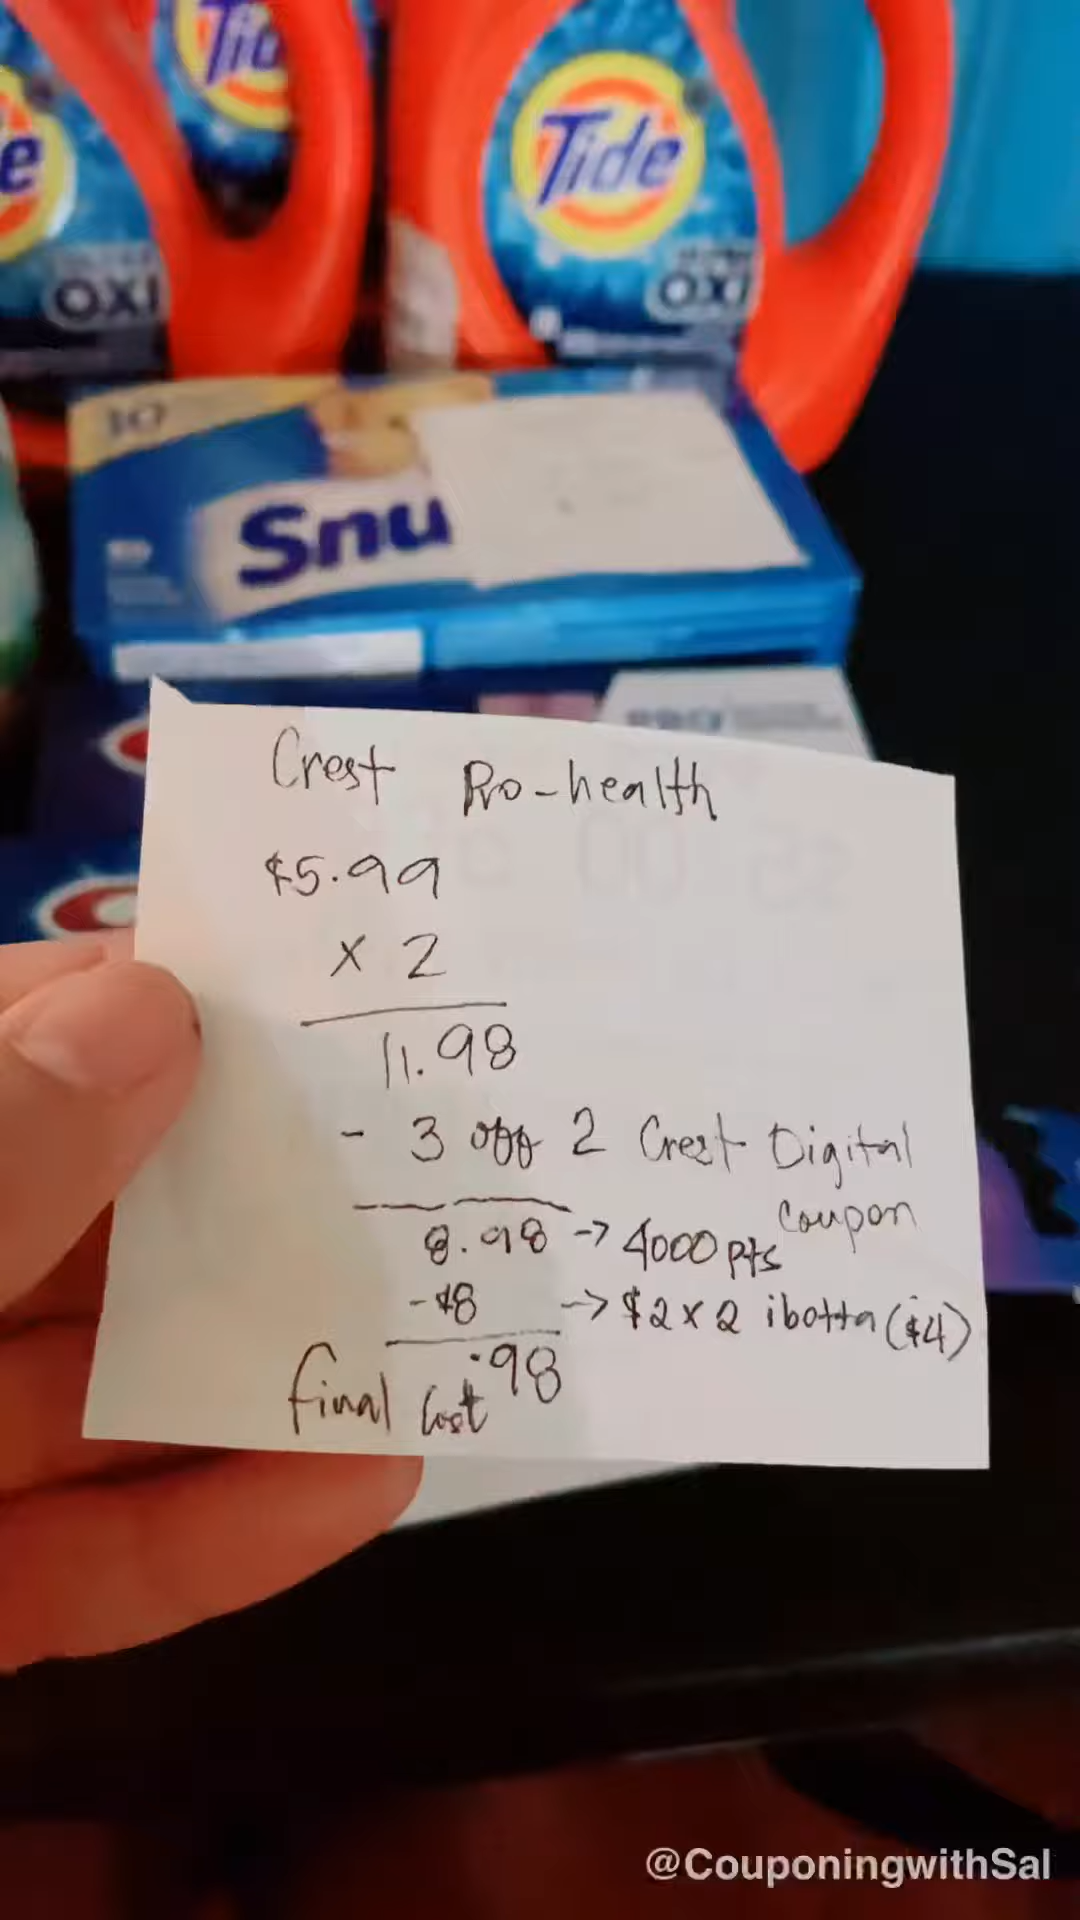 Tide
Tide
e
OXI
OXI
Snu
Crest Pro-health
$5.99
x 2
11.98
- 3 off 2 Crest Digital
coupon
8.98 -> 4000 pts
-$8 -> $2 x 2 ibotta ($4)
.98
final cost
@CouponingwithSal